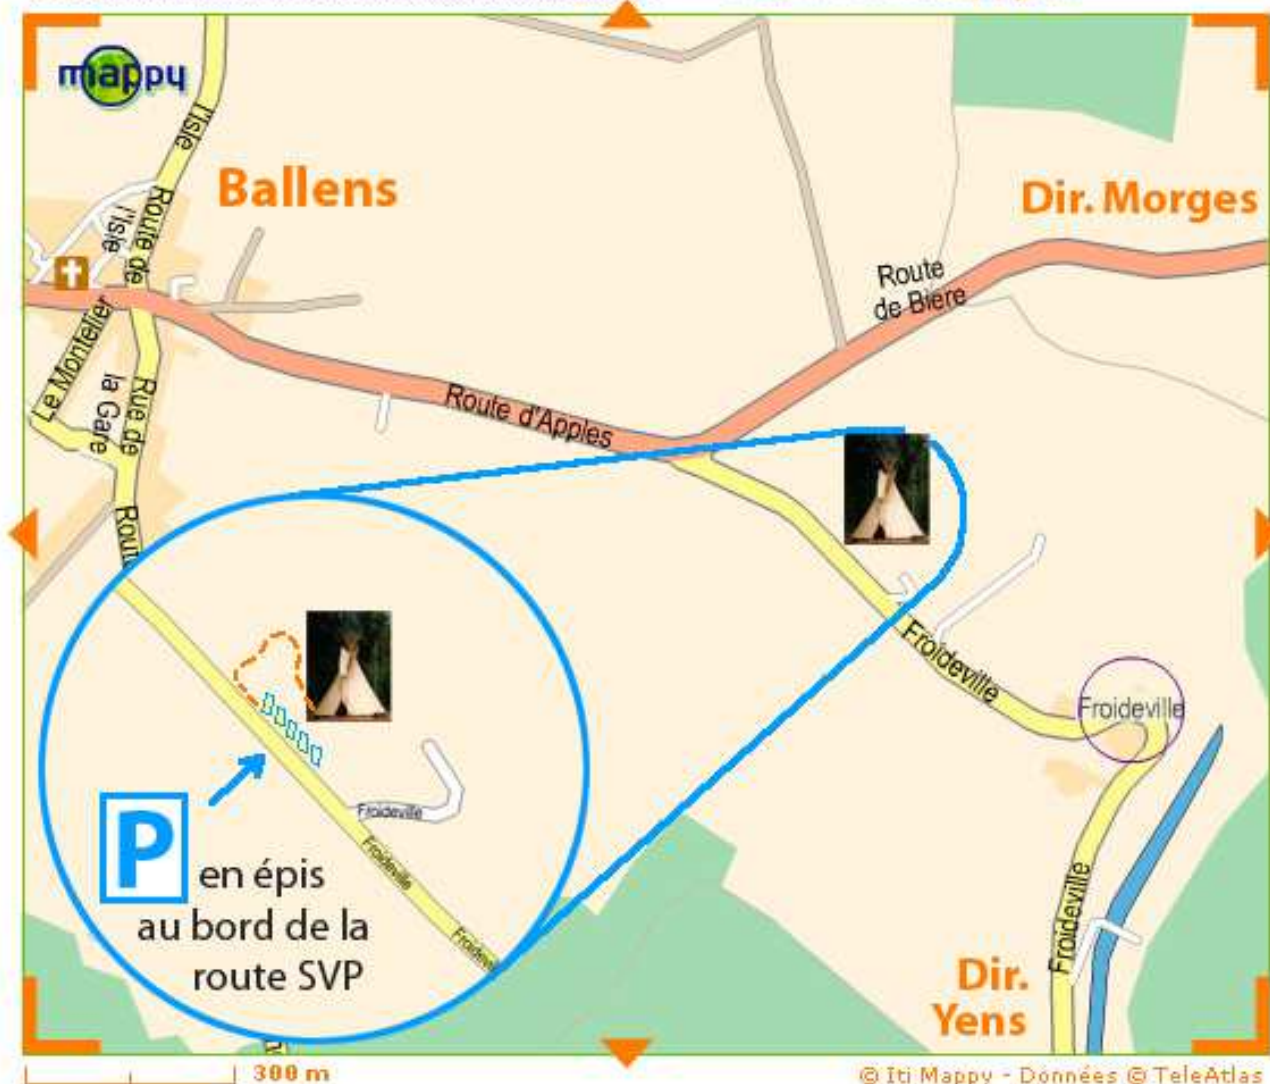 mappy
l'Isle
Ballens
Dir. Morges
Route de
l'Isle
Route
de Bière
Le Montelier
Rue de
la Gare
Route d'Apples
Route
Froideville
Froideville
Froideville
Froideville
P en épis
au bord de la
route SVP
Froideville
Dir.
Yens
300 m
© Iti Mappy - Données © TeleAtlas